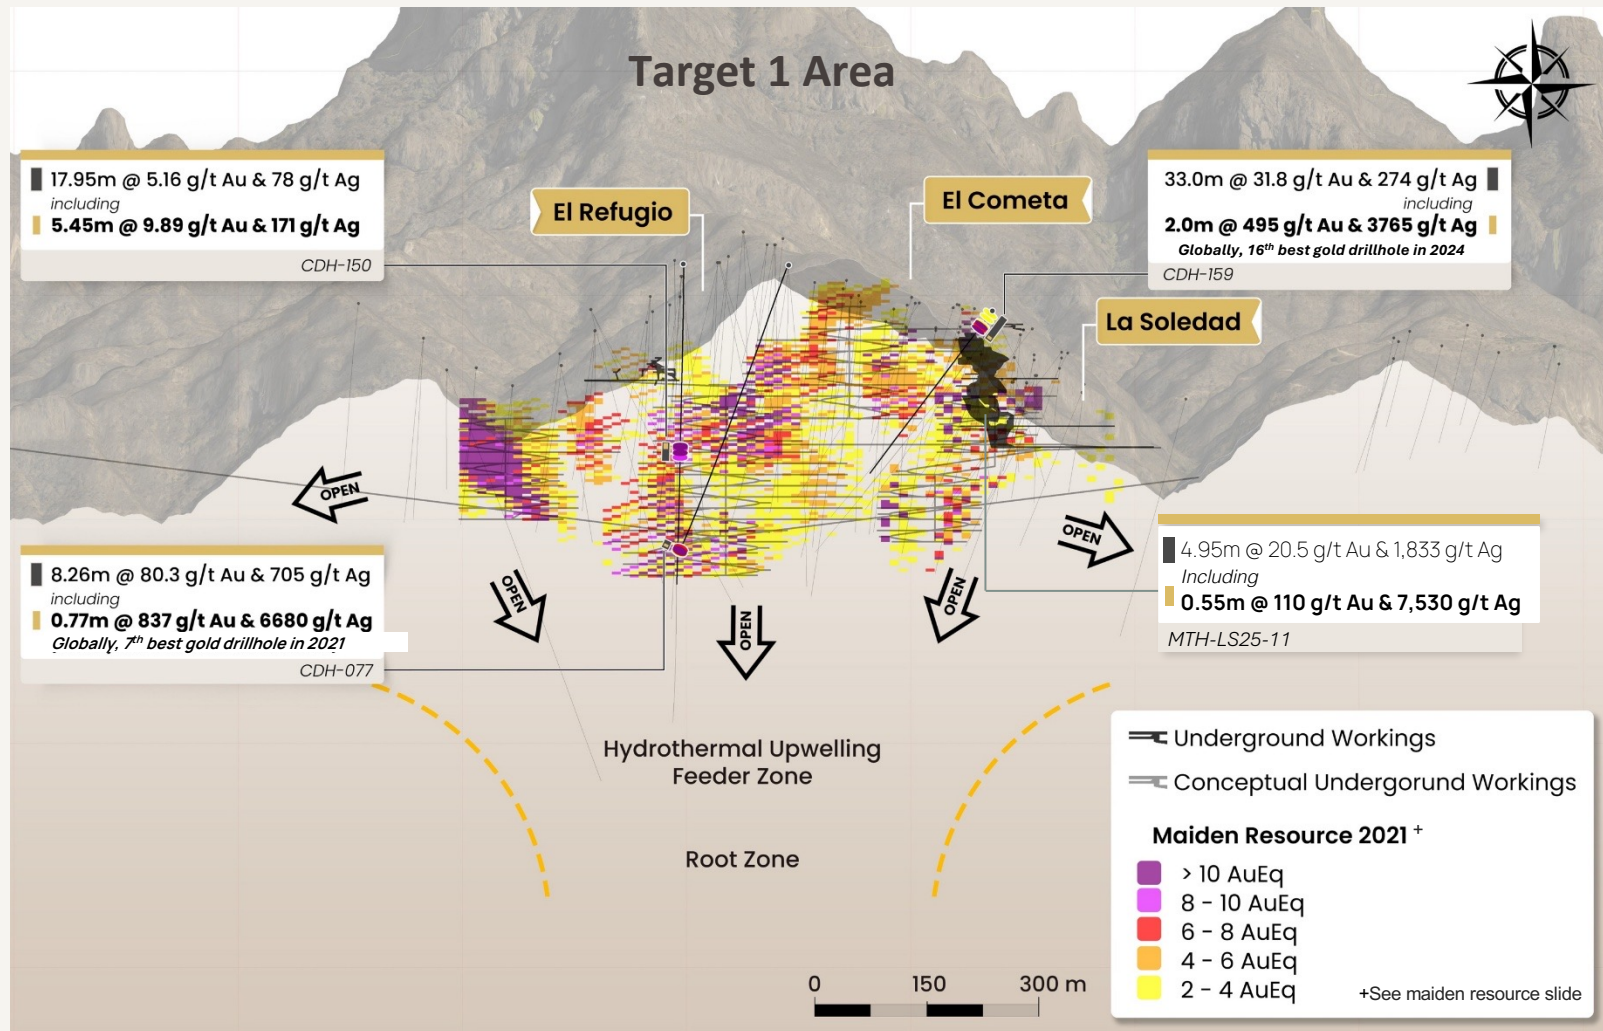 Target 1 Area
17.95m @ 5.16 g/t Au & 78 g/t Ag
including
5.45m @ 9.89 g/t Au & 171 g/t Ag
CDH-150
El Refugio
El Cometa
33.0m @ 31.8 g/t Au & 274 g/t Ag
including
2.0m @ 495 g/t Au & 3765 g/t Ag
Globally, 16th best gold drillhole in 2024
CDH-159
La Soledad
OPEN
OPEN
OPEN
OPEN
OPEN
8.26m @ 80.3 g/t Au & 705 g/t Ag
including
0.77m @ 837 g/t Au & 6680 g/t Ag
Globally, 7th best gold drillhole in 2021
CDH-077
4.95m @ 20.5 g/t Au & 1,833 g/t Ag
Including
0.55m @ 110 g/t Au & 7,530 g/t Ag
MTH-LS25-11
Hydrothermal Upwelling
Feeder Zone
Root Zone
Underground Workings
Conceptual Undergorund Workings
Maiden Resource 2021 +
> 10 AuEq
8 - 10 AuEq
6 - 8 AuEq
4 - 6 AuEq
2 - 4 AuEq
+See maiden resource slide
0 150 300 m